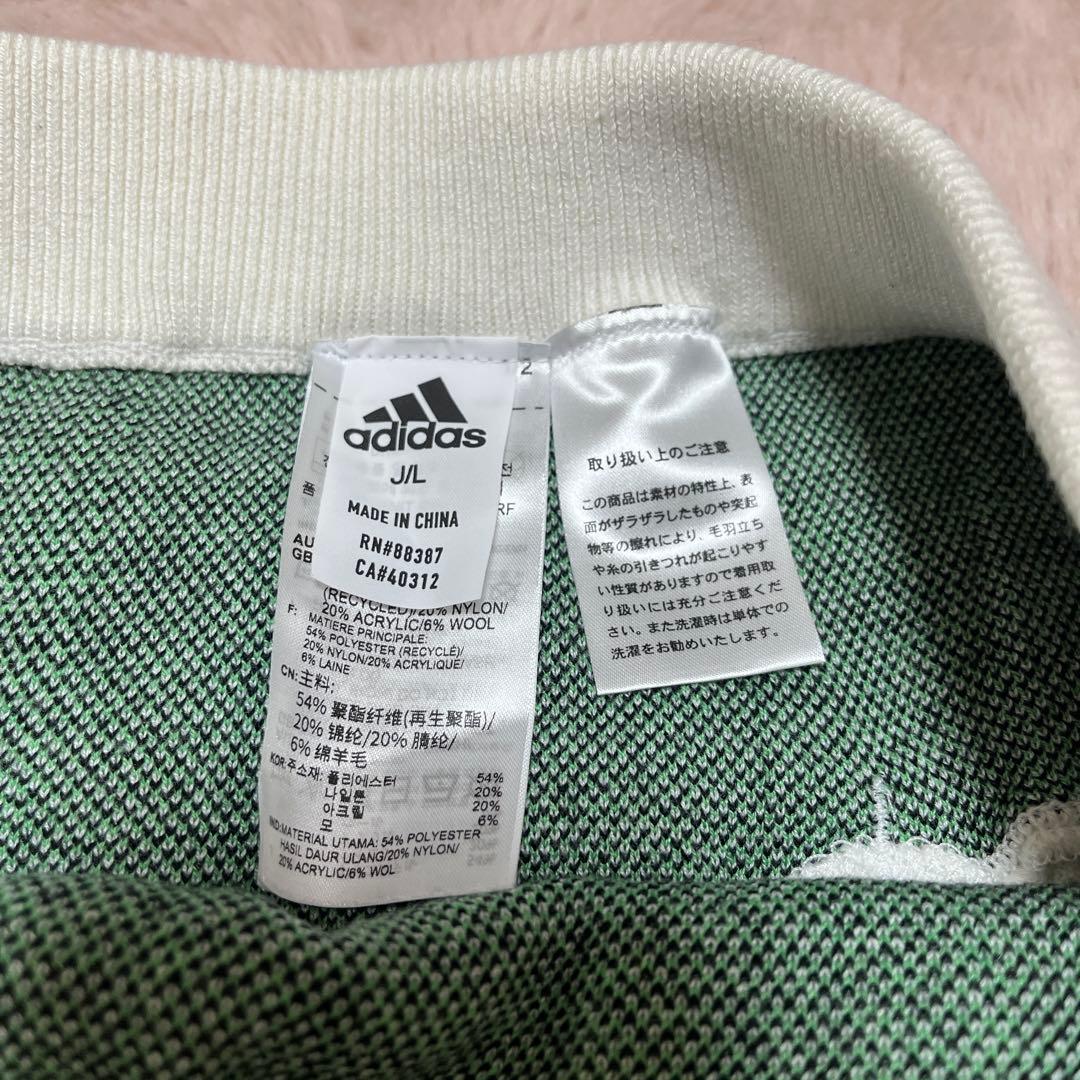 adidas
J/L
MADE IN CHINA
RN#88387
CA#40312
2
전
RF
AU
GB
(RECYCLED)/20% NYLON/
20% ACRYLIC/6% WOOL
F: MATIERE PRINCIPALE:
54% POLYESTER (RECYCLÉ)/
20% NYLON/20% ACRYLIQUE/
6% LAINE
CN:主料:
54% 聚酯纤维(再生聚酯)/
20% 锦纶/20% 腈纶/
6% 绵羊毛
KOR:주소재: 폴리에스터 54%
나일론 20%
아크릴 20%
모 6%
IND:MATERIAL UTAMA: 54% POLYESTER
HASIL DAUR ULANG/20% NYLON/
20% ACRYLIC/6% WOL
取り扱い上のご注意
この商品は素材の特性上、表
面がザラザラしたものや突起
物等の擦れにより、毛羽立ち
や糸の引きつれが起こりやす
い性質がありますので着用取
り扱いには充分ご注意くだ
さい。また洗濯時は単体での
洗濯をお勧めいたします。